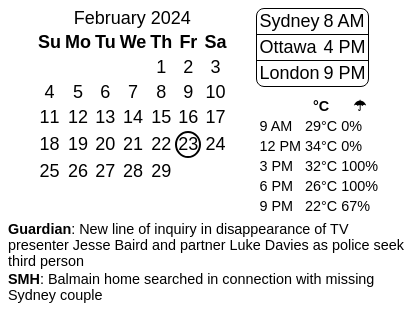 February 2024
Su Mo Tu We Th Fr Sa
1 2 3
4 5 6 7 8 9 10
11 12 13 14 15 16 17
18 19 20 21 22 23 24
25 26 27 28 29
Sydney 8 AM
Ottawa 4 PM
London 9 PM
°C ☂
9 AM 29°C 0%
12 PM 34°C 0%
3 PM 32°C 100%
6 PM 26°C 100%
9 PM 22°C 67%
Guardian: New line of inquiry in disappearance of TV
presenter Jesse Baird and partner Luke Davies as police seek
third person
SMH: Balmain home searched in connection with missing
Sydney couple